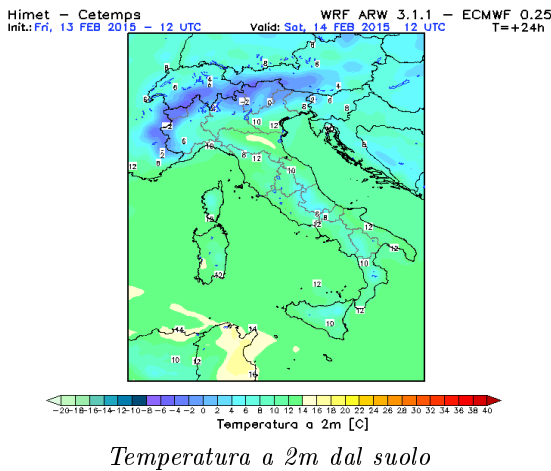 Himet – Cetemps WRF ARW 3.1.1 – ECMWF 0.25
Init.: Fri, 13 FEB 2015 – 12 UTC Valid: Sat, 14 FEB 2015 12 UTC T=+24h
-20 -18 -16 -14 -12 -10 -8 -6 -4 -2 0 2 4 6 8 10 12 14 16 18 20 22 24 26 28 30 32 34 36 38 40
Temperatura a 2m [C]
Temperatura a 2m dal suolo